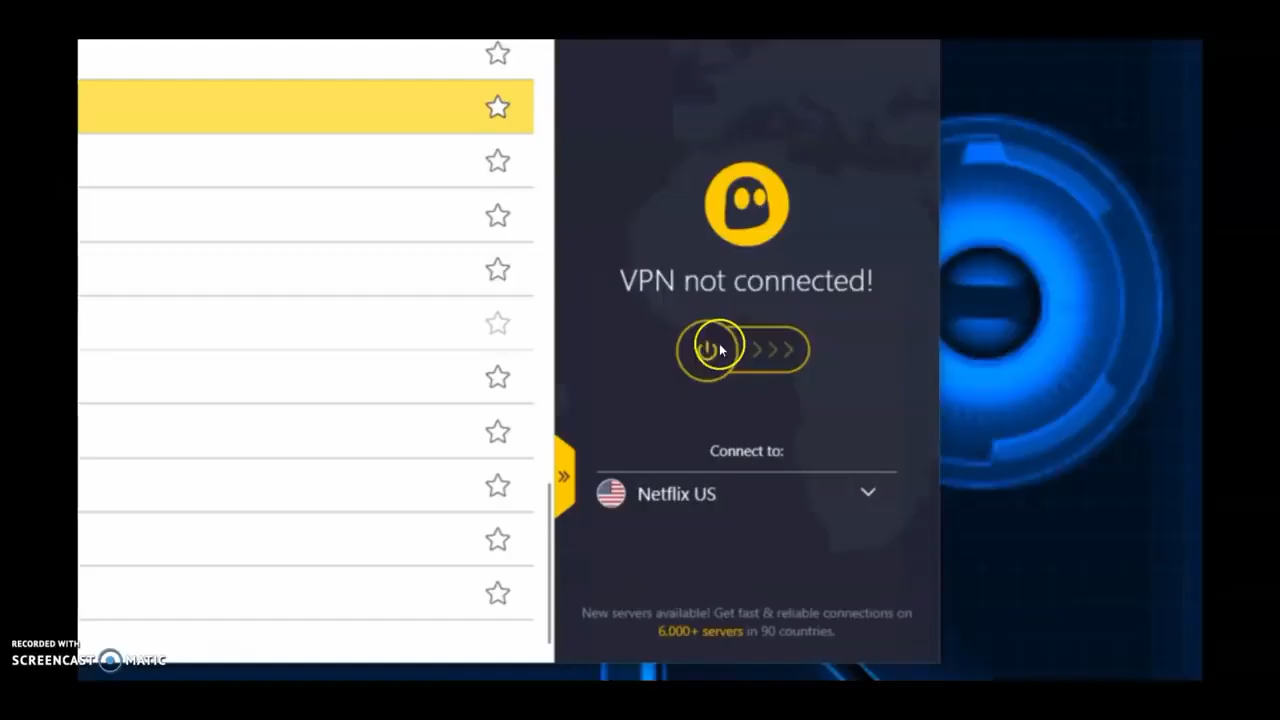 VPN not connected!
Connect to:
Netflix US
New servers available! Get fast & reliable connections on
6.000+ servers in 90 countries.
RECORDED WITH
SCREENCAST MATIC